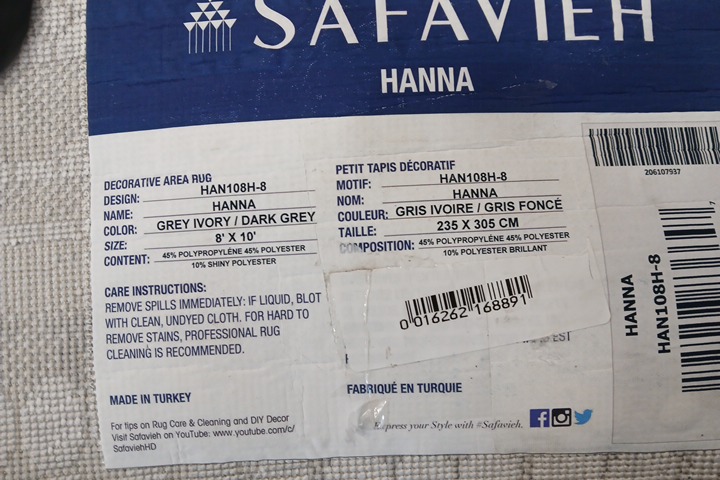 SAFAVIEH
HANNA
DECORATIVE AREA RUG
DESIGN: HAN108H-8
NAME: HANNA
COLOR: GREY IVORY / DARK GREY
SIZE: 8' X 10'
CONTENT: 45% POLYPROPYLENE 45% POLYESTER
10% SHINY POLYESTER
CARE INSTRUCTIONS:
REMOVE SPILLS IMMEDIATELY: IF LIQUID, BLOT
WITH CLEAN, UNDYED CLOTH. FOR HARD TO
REMOVE STAINS, PROFESSIONAL RUG
CLEANING IS RECOMMENDED.
MADE IN TURKEY
For tips on Rug Care & Cleaning and DIY Decor
Visit Safavieh on YouTube: www.youtube.com/c/
SafaviehHD
PETIT TAPIS DÉCORATIF
MOTIF: HAN108H-8
NOM: HANNA
COULEUR: GRIS IVOIRE / GRIS FONCÉ
TAILLE: 235 X 305 CM
COMPOSITION: 45% POLYPROPYLÈNE 45% POLYESTER
10% POLYESTER BRILLANT
0 016262 168891
EST
FABRIQUÉ EN TURQUIE
Express your Style with #Safavieh.
206107937
HANNA
HAN108H-8